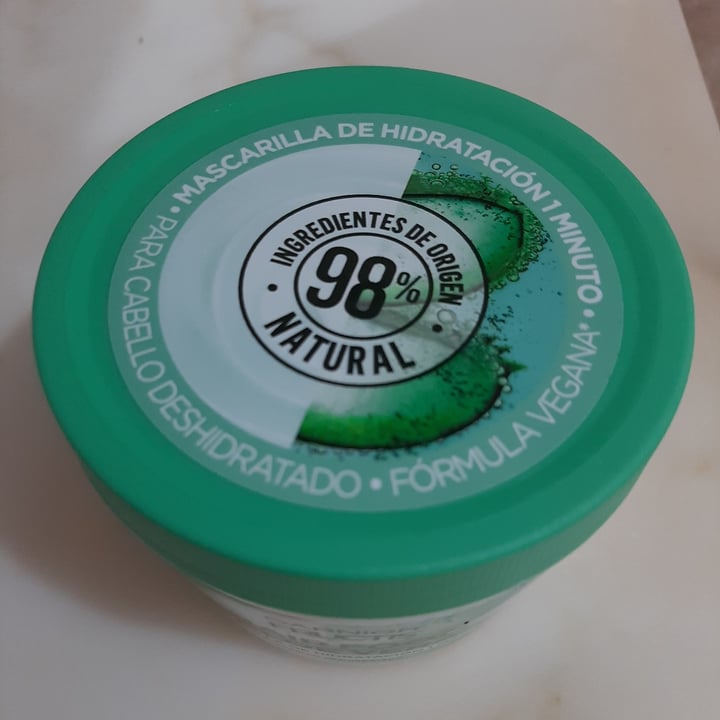 • MASCARILLA DE HIDRATACIÓN 1 MINUTO •
PARA CABELLO DESHIDRATADO • FÓRMULA VEGANA* •
INGREDIENTES DE ORIGEN
98%
• NATURAL •